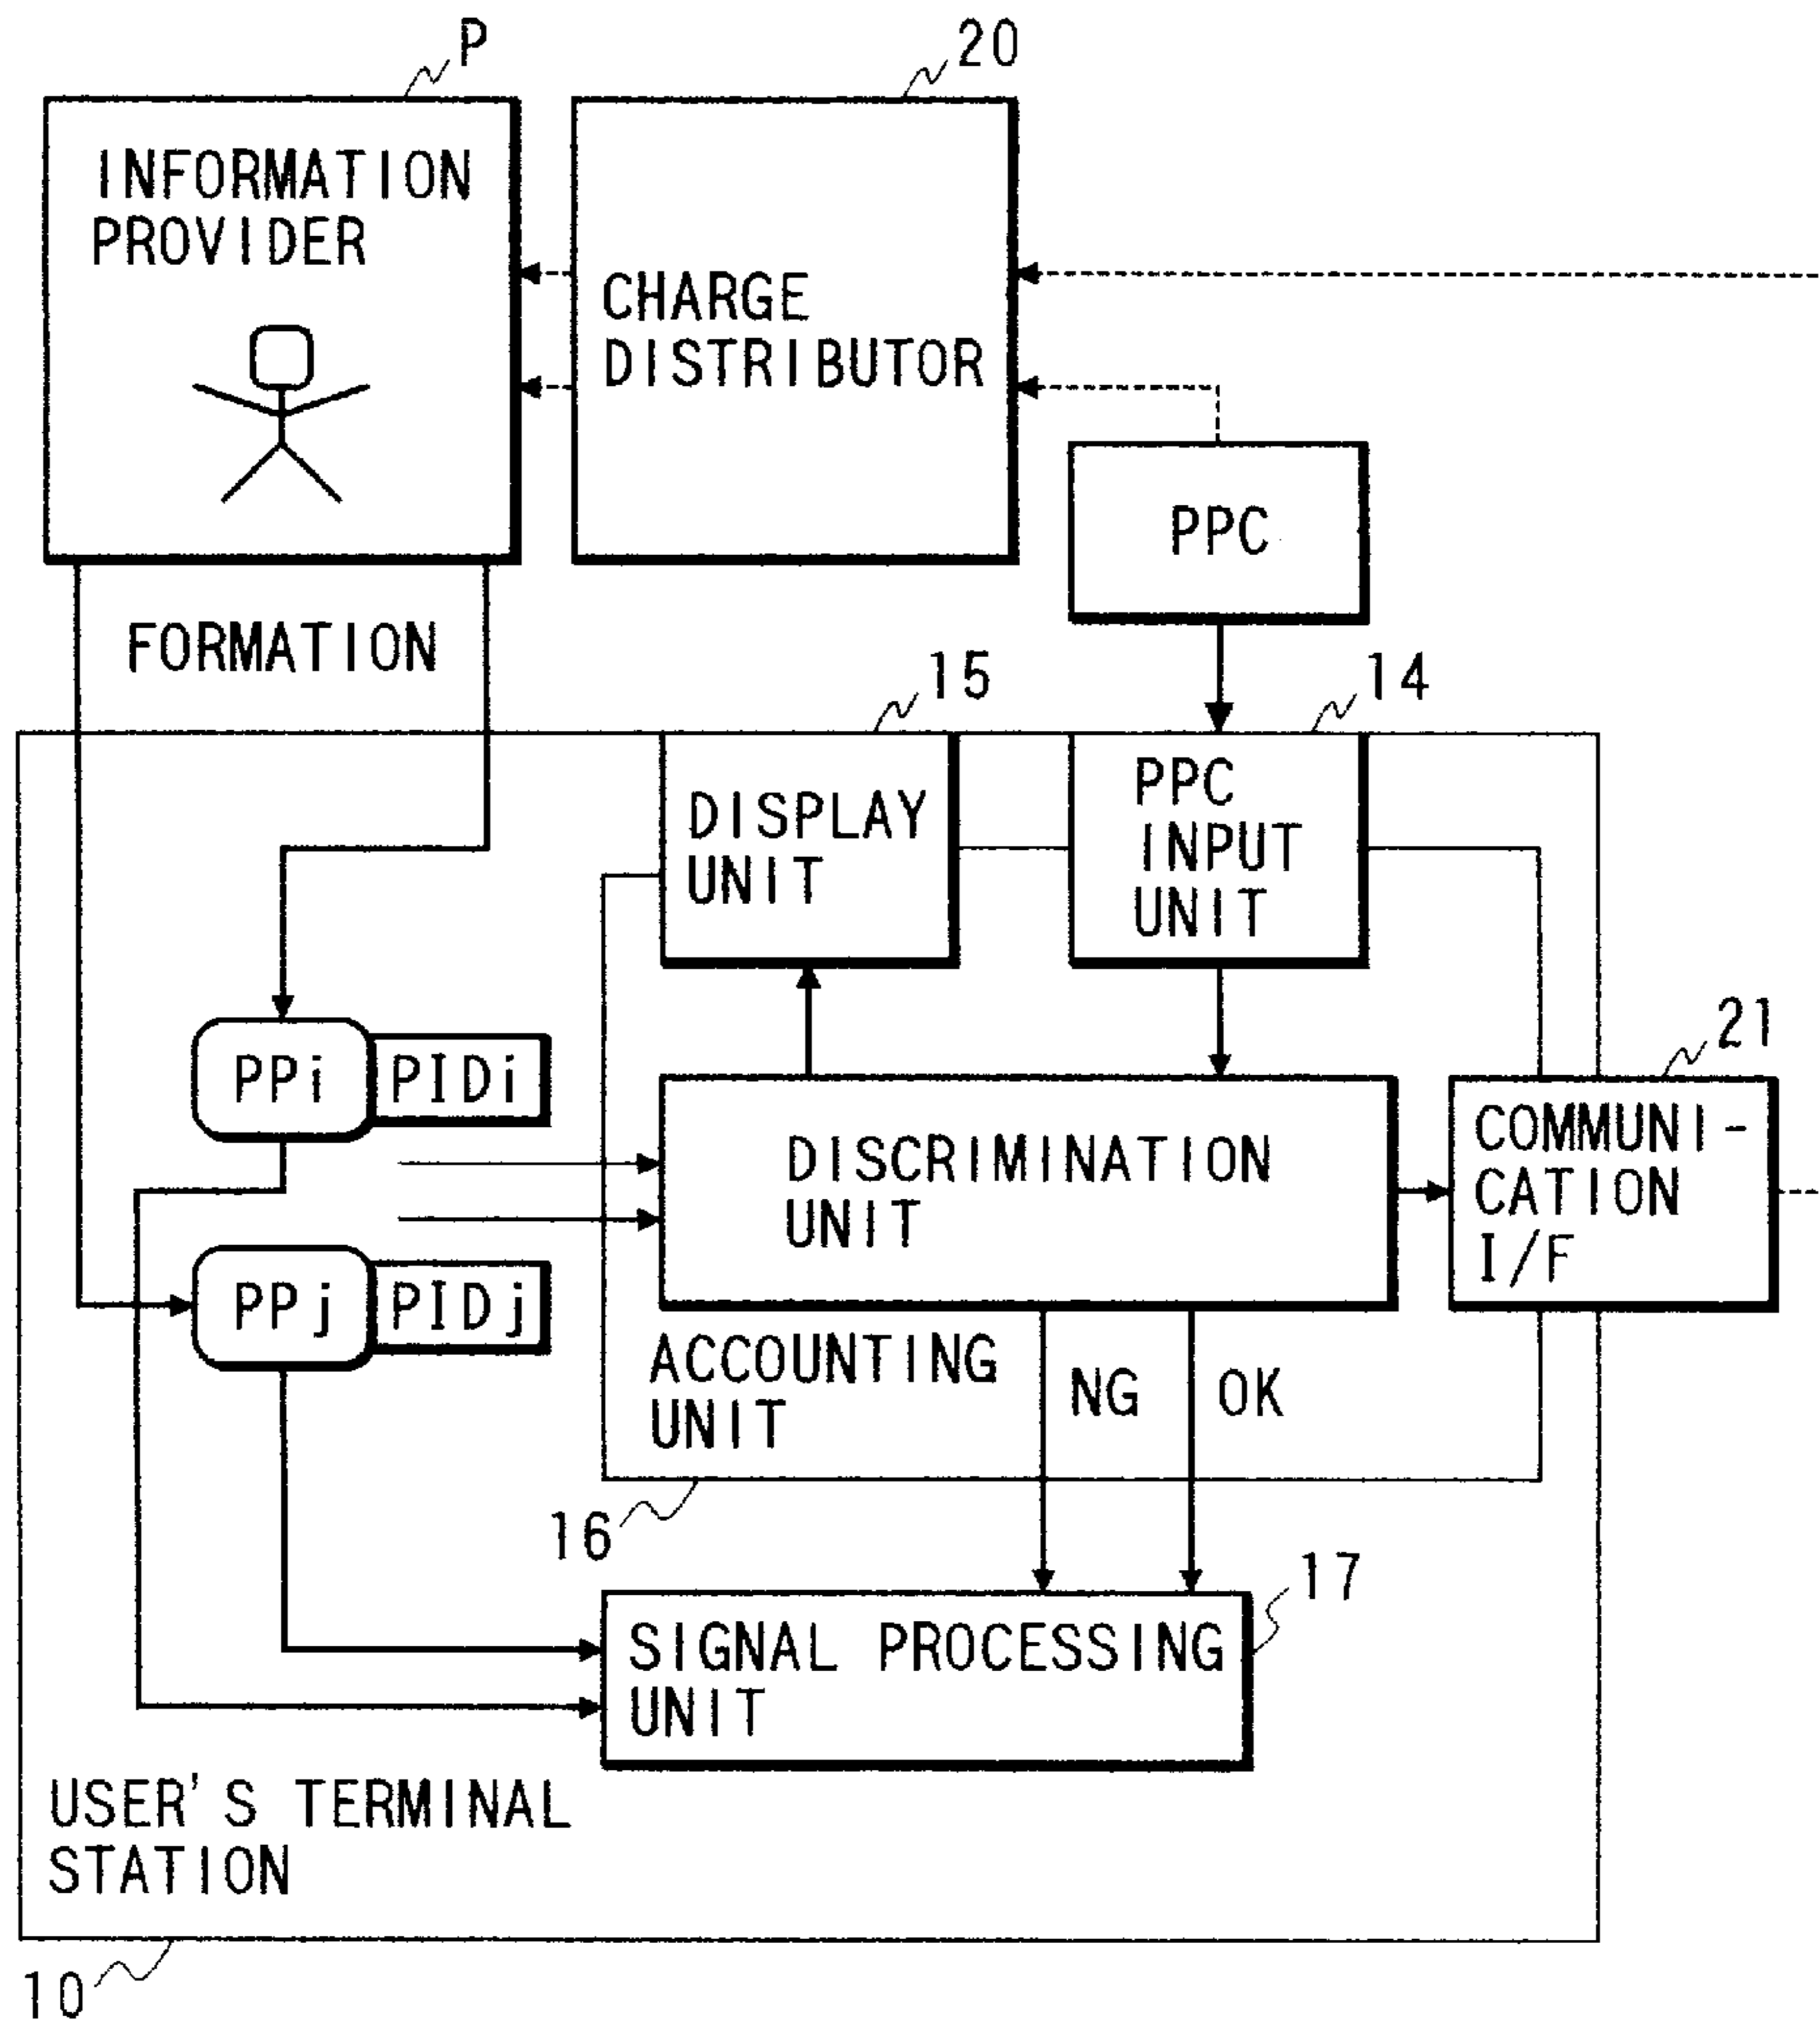 P
20
INFORMATION
PROVIDER
CHARGE
DISTRIBUTOR
PPC
FORMATION
15
14
DISPLAY
UNIT
PPC
INPUT
UNIT
21
PPi
PIDi
DISCRIMINATION
UNIT
COMMUNI-
CATION
I/F
PPj
PIDj
ACCOUNTING
UNIT
NG
OK
16
17
SIGNAL PROCESSING
UNIT
USER'S TERMINAL
STATION
10